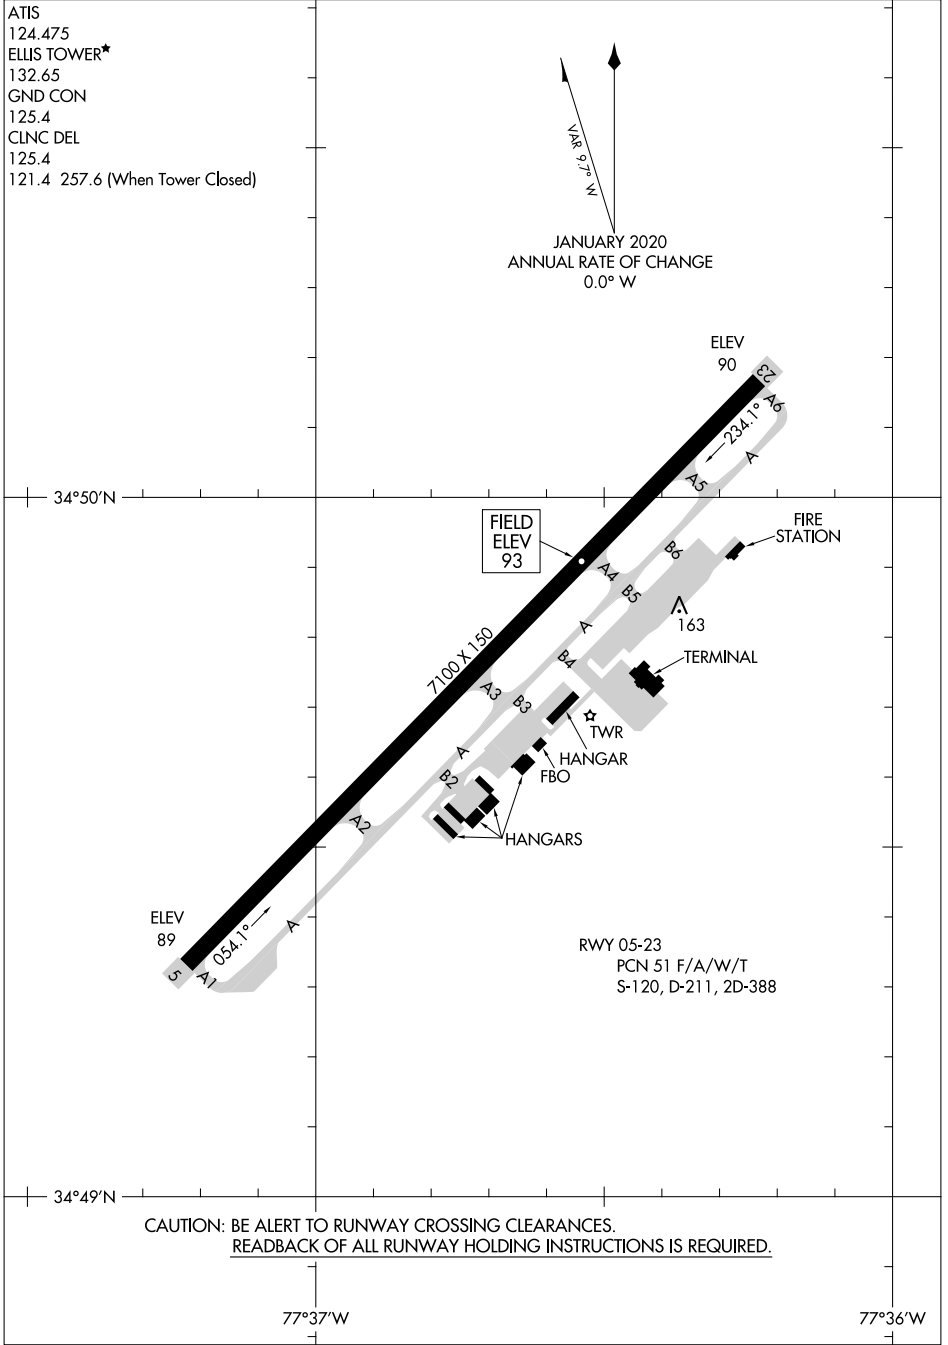 ATIS
124.475
ELLIS TOWER★
132.65
GND CON
125.4
CLNC DEL
125.4
121.4 257.6 (When Tower Closed)
VAR 9.7° W
JANUARY 2020
ANNUAL RATE OF CHANGE
0.0° W
ELEV
90
23
A6
234.1°
A
A5
34°50'N
FIELD
ELEV
93
FIRE
STATION
B6
A4
B5
163
A
7100 X 150
B4
TERMINAL
A3
B3
TWR
A
HANGAR
FBO
B2
A2
HANGARS
ELEV
89
054.1°
A
5
A1
RWY 05-23
PCN 51 F/A/W/T
S-120, D-211, 2D-388
34°49'N
CAUTION: BE ALERT TO RUNWAY CROSSING CLEARANCES.
READBACK OF ALL RUNWAY HOLDING INSTRUCTIONS IS REQUIRED.
77°37'W
77°36'W